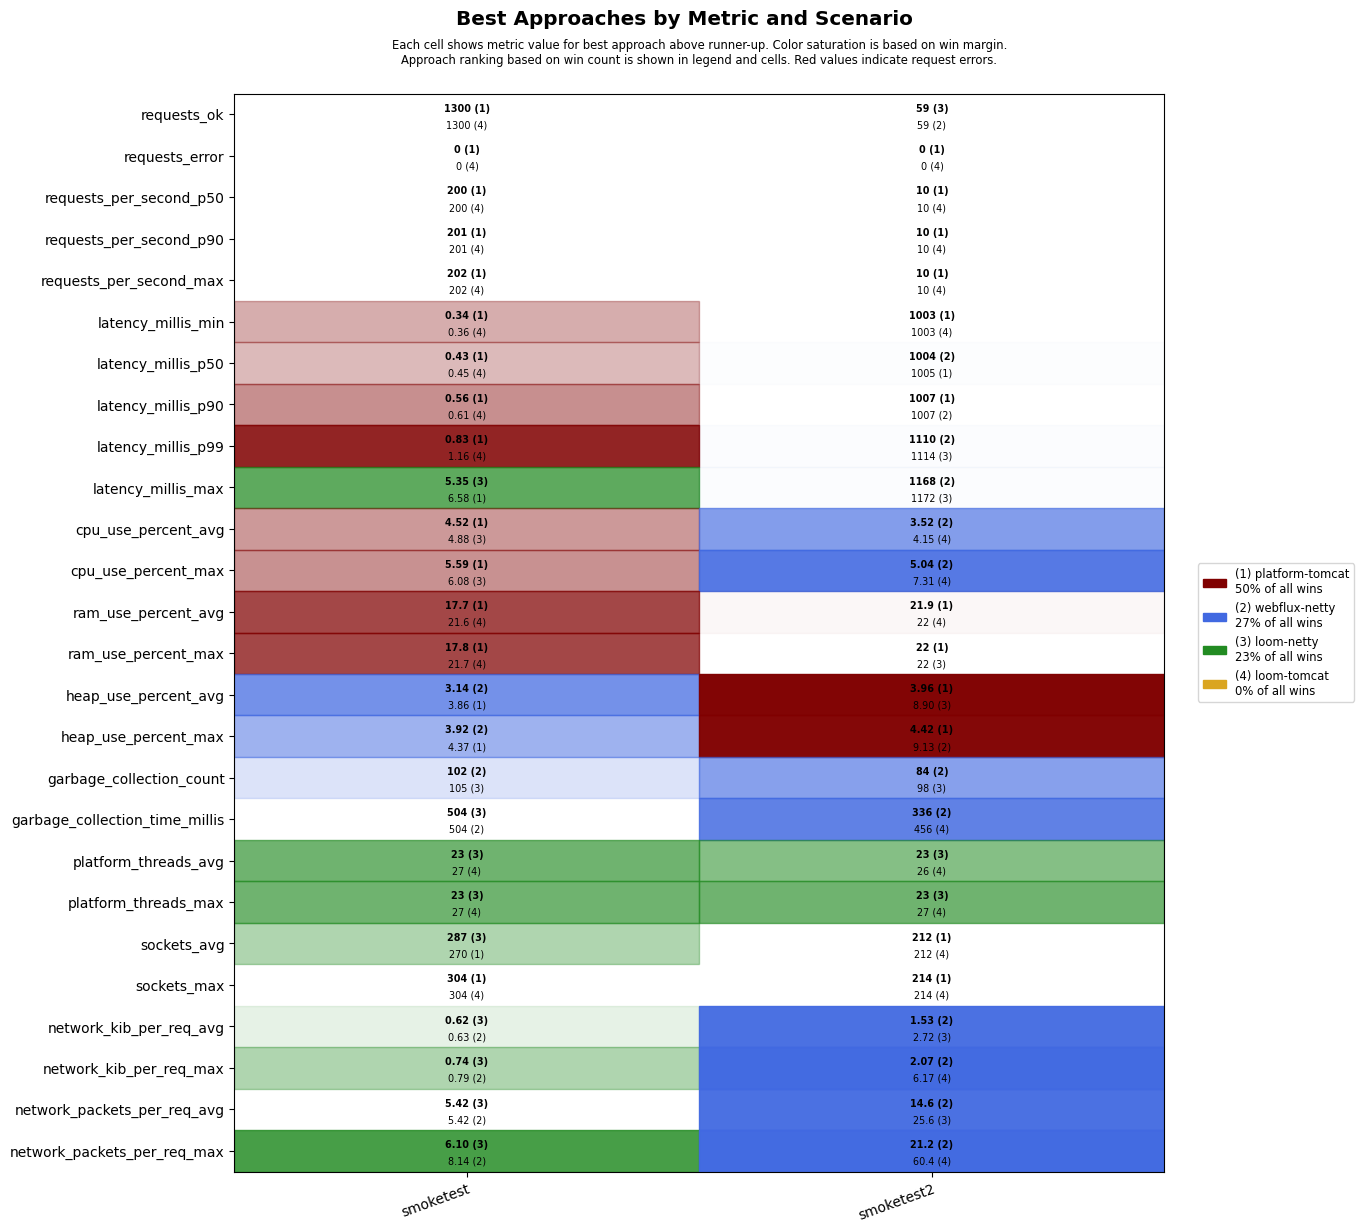 Best Approaches by Metric and Scenario
Each cell shows metric value for best approach above runner-up. Color saturation is based on win margin.
Approach ranking based on win count is shown in legend and cells. Red values indicate request errors.
requests_ok
1300 (1)
1300 (4)
59 (3)
59 (2)
requests_error
0 (1)
0 (4)
0 (1)
0 (4)
requests_per_second_p50
200 (1)
200 (4)
10 (1)
10 (4)
requests_per_second_p90
201 (1)
201 (4)
10 (1)
10 (4)
requests_per_second_max
202 (1)
202 (4)
10 (1)
10 (4)
latency_millis_min
0.34 (1)
0.36 (4)
1003 (1)
1003 (4)
latency_millis_p50
0.43 (1)
0.45 (4)
1004 (2)
1005 (1)
latency_millis_p90
0.56 (1)
0.61 (4)
1007 (1)
1007 (2)
latency_millis_p99
0.83 (1)
1.16 (4)
1110 (2)
1114 (3)
latency_millis_max
5.35 (3)
6.58 (1)
1168 (2)
1172 (3)
cpu_use_percent_avg
4.52 (1)
4.88 (3)
3.52 (2)
4.15 (4)
cpu_use_percent_max
5.59 (1)
6.08 (3)
5.04 (2)
7.31 (4)
ram_use_percent_avg
17.7 (1)
21.6 (4)
21.9 (1)
22 (4)
ram_use_percent_max
17.8 (1)
21.7 (4)
22 (1)
22 (3)
heap_use_percent_avg
3.14 (2)
3.86 (1)
3.96 (1)
8.90 (3)
heap_use_percent_max
3.92 (2)
4.37 (1)
4.42 (1)
9.13 (2)
garbage_collection_count
102 (2)
105 (3)
84 (2)
98 (3)
garbage_collection_time_millis
504 (3)
504 (2)
336 (2)
456 (4)
platform_threads_avg
23 (3)
27 (4)
23 (3)
26 (4)
platform_threads_max
23 (3)
27 (4)
23 (3)
27 (4)
sockets_avg
287 (3)
270 (1)
212 (1)
212 (4)
sockets_max
304 (1)
304 (4)
214 (1)
214 (4)
network_kib_per_req_avg
0.62 (3)
0.63 (2)
1.53 (2)
2.72 (3)
network_kib_per_req_max
0.74 (3)
0.79 (2)
2.07 (2)
6.17 (4)
network_packets_per_req_avg
5.42 (3)
5.42 (2)
14.6 (2)
25.6 (3)
network_packets_per_req_max
6.10 (3)
8.14 (2)
21.2 (2)
60.4 (4)
smoketest
smoketest2
(1) platform-tomcat
50% of all wins
(2) webflux-netty
27% of all wins
(3) loom-netty
23% of all wins
(4) loom-tomcat
0% of all wins